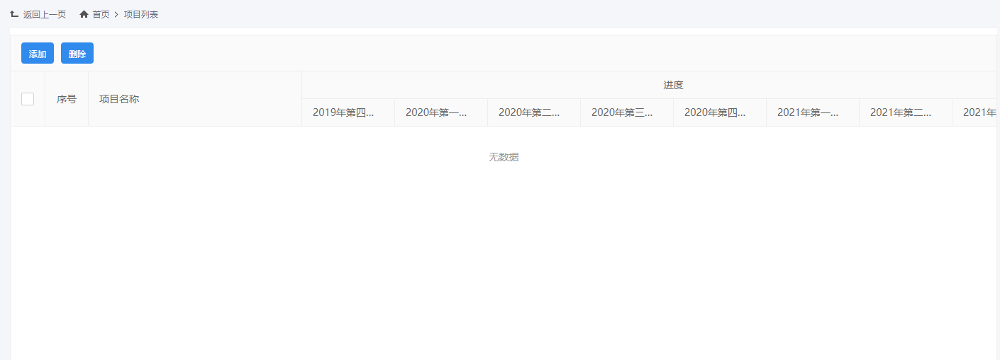 返回上一页 首页 项目列表
添加 删除
序号 项目名称 进度
2019年第四... 2020年第一... 2020年第二... 2020年第三... 2020年第四... 2021年第一... 2021年第二... 2021年
无数据